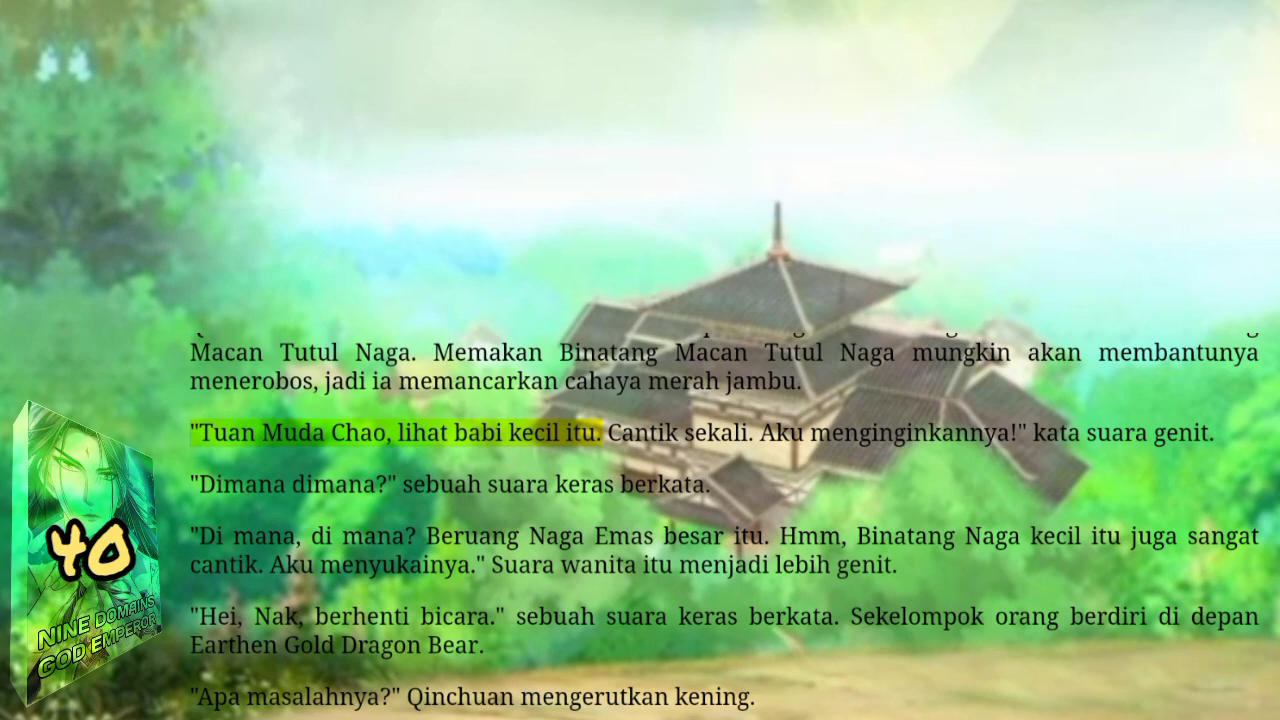 Macan Tutul Naga. Memakan Binatang Macan Tutul Naga mungkin akan membantunya
menerobos, jadi ia memancarkan cahaya merah jambu.
"Tuan Muda Chao, lihat babi kecil itu. Cantik sekali. Aku menginginkannya!" kata suara genit.
"Dimana dimana?" sebuah suara keras berkata.
"Di mana, di mana? Beruang Naga Emas besar itu. Hmm, Binatang Naga kecil itu juga sangat
cantik. Aku menyukainya." Suara wanita itu menjadi lebih genit.
"Hei, Nak, berhenti bicara." sebuah suara keras berkata. Sekelompok orang berdiri di depan
Earthen Gold Dragon Bear.
"Apa masalahnya?" Qinchuan mengerutkan kening.
40
NINE DOMAINS
GOD EMPEROR